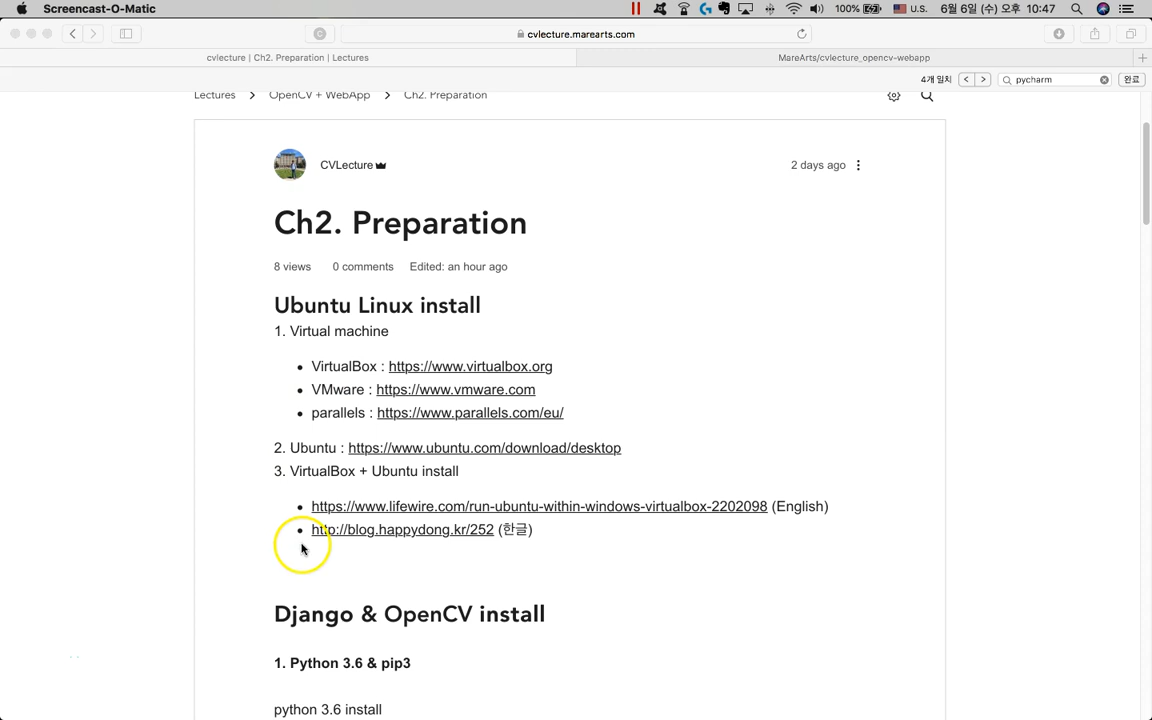 Screencast-O-Matic 100% U.S. 6월 6일 (수) 오후 10:47
cvlecture.marearts.com
cvlecture | Ch2. Preparation | Lectures MareArts/cvlecture_opencv-webapp
4개 일치 pycharm 완료
Lectures > OpenCV + WebApp > Ch2. Preparation
CVLecture 2 days ago
Ch2. Preparation
8 views 0 comments Edited: an hour ago
Ubuntu Linux install
1. Virtual machine
• VirtualBox : https://www.virtualbox.org
• VMware : https://www.vmware.com
• parallels : https://www.parallels.com/eu/
2. Ubuntu : https://www.ubuntu.com/download/desktop
3. VirtualBox + Ubuntu install
• https://www.lifewire.com/run-ubuntu-within-windows-virtualbox-2202098 (English)
• http://blog.happydong.kr/252 (한글)
Django & OpenCV install
1. Python 3.6 & pip3
python 3.6 install